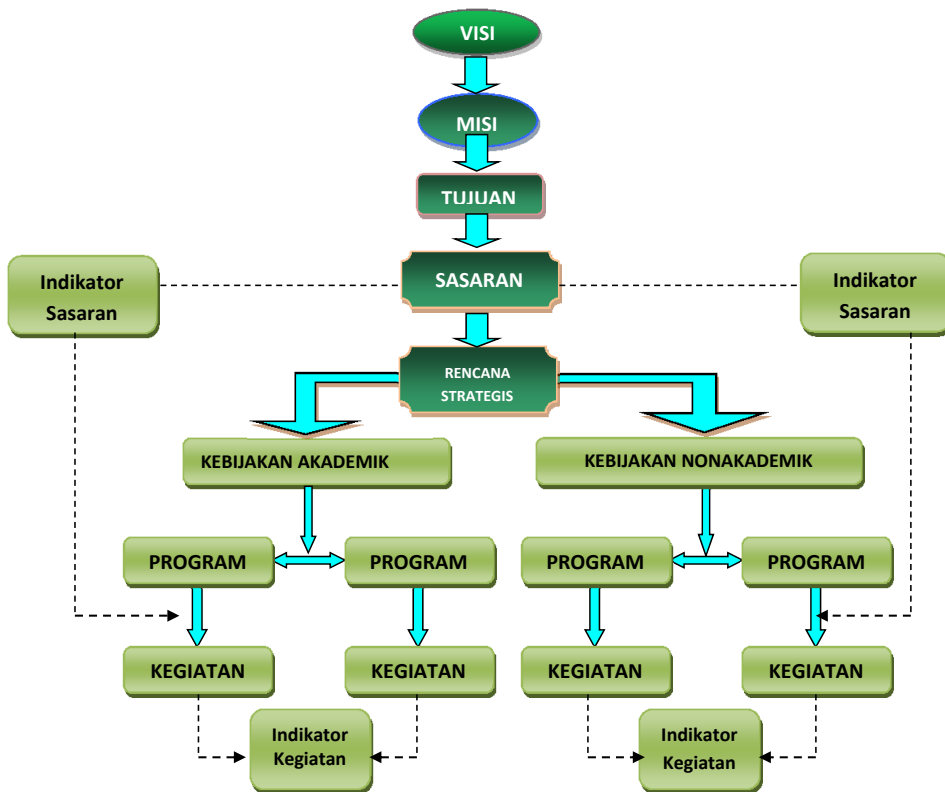 VISI
MISI
TUJUAN
SASARAN
Indikator
Sasaran
Indikator
Sasaran
RENCANA
STRATEGIS
KEBIJAKAN AKADEMIK
KEBIJAKAN NONAKADEMIK
PROGRAM
PROGRAM
PROGRAM
PROGRAM
KEGIATAN
KEGIATAN
KEGIATAN
KEGIATAN
Indikator
Kegiatan
Indikator
Kegiatan